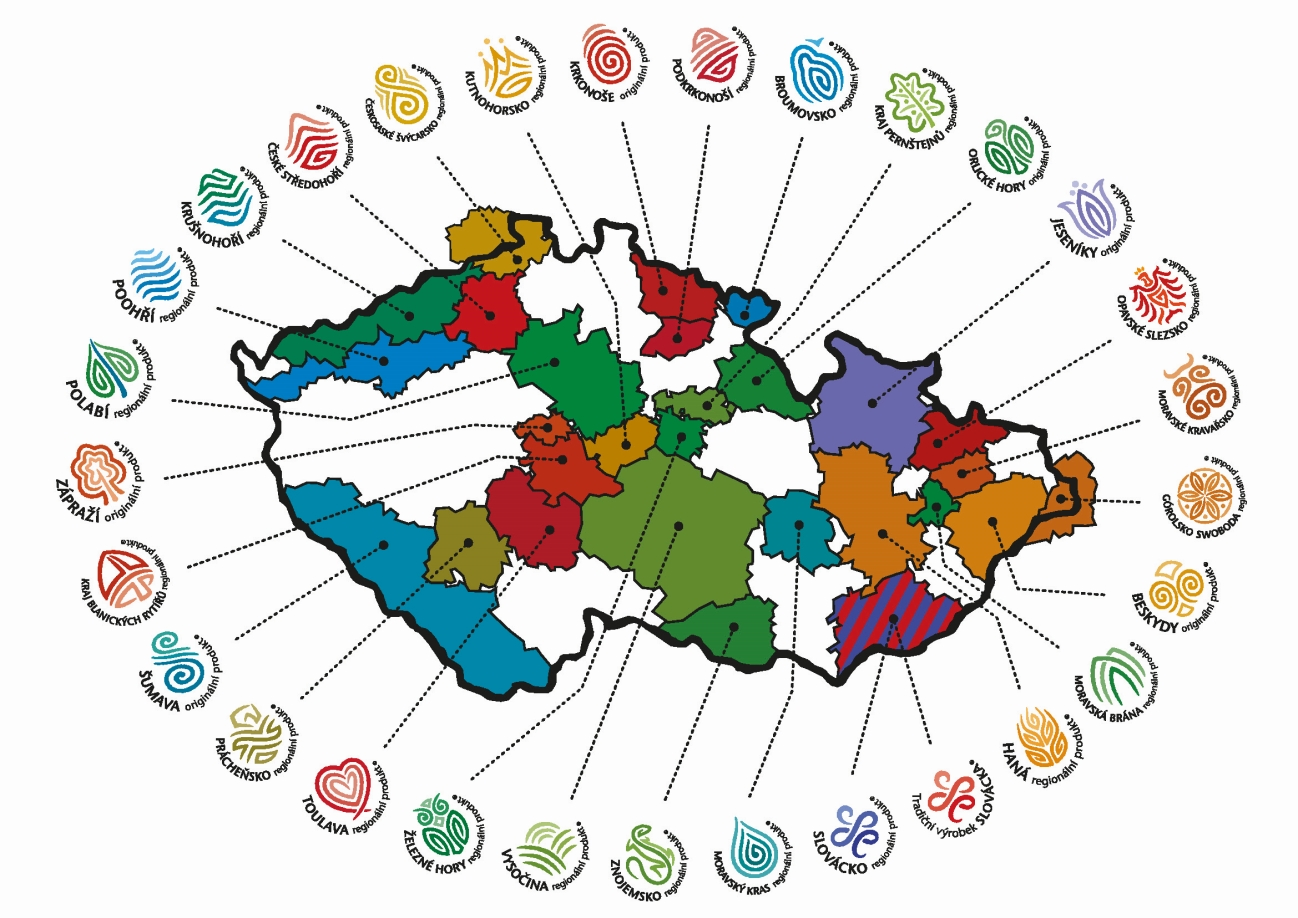 ČESKOSASKÉ ŠVÝCARSKO regionální produkt®
KUTNOHORSKO regionální produkt®
KRKONOŠE originální produkt®
PODKRKONOŠÍ regionální produkt®
BROUMOVSKO regionální produkt®
KRAJ PERNŠTEJNŮ regionální produkt®
ORLICKÉ HORY originální produkt®
JESENÍKY originální produkt®
OPAVSKÉ SLEZSKO regionální produkt®
MORAVSKÉ KRAVAŘSKO regionální produkt®
GÓROLSKO SWOBODA regionální produkt®
BESKYDY originální produkt®
MORAVSKÁ BRÁNA regionální produkt®
HANÁ regionální produkt®
Tradiční výrobek SLOVÁCKA®
SLOVÁCKO regionální produkt®
MORAVSKÝ KRAS regionální produkt®
ZNOJEMSKO regionální produkt®
VYSOČINA regionální produkt®
ŽELEZNÉ HORY regionální produkt®
TOULAVA regionální produkt®
PRÁCHEŇSKO regionální produkt®
ŠUMAVA originální produkt®
KRAJ BLANICKÝCH RYTÍŘŮ regionální produkt®
ZÁPRAŽÍ originální produkt®
POLABÍ regionální produkt®
POOHŘÍ regionální produkt®
KRUŠNOHOŘÍ regionální produkt®
ČESKÉ STŘEDOHOŘÍ regionální produkt®